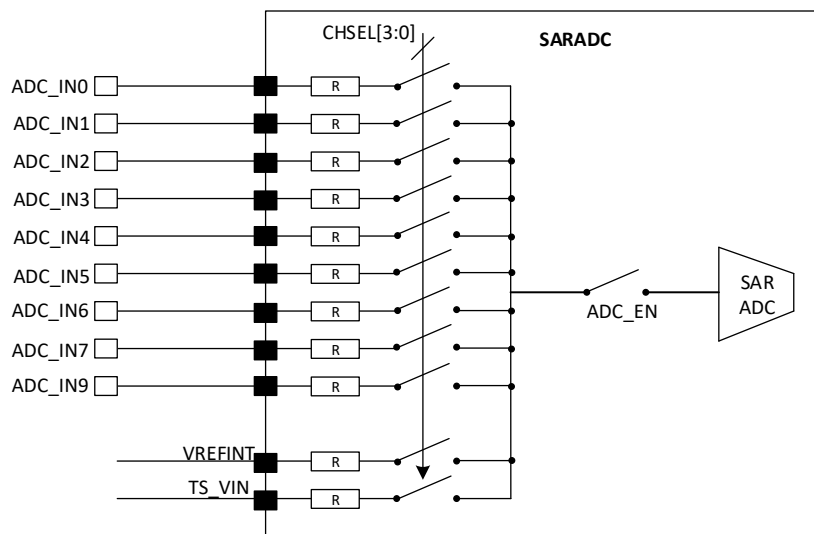 CHSEL[3:0]
SARADC
ADC_IN0
R
ADC_IN1
R
ADC_IN2
R
ADC_IN3
R
ADC_IN4
R
ADC_IN5
R
ADC_IN6
R
ADC_IN7
R
ADC_IN9
R
ADC_EN
SAR
ADC
VREFINT
R
TS_VIN
R